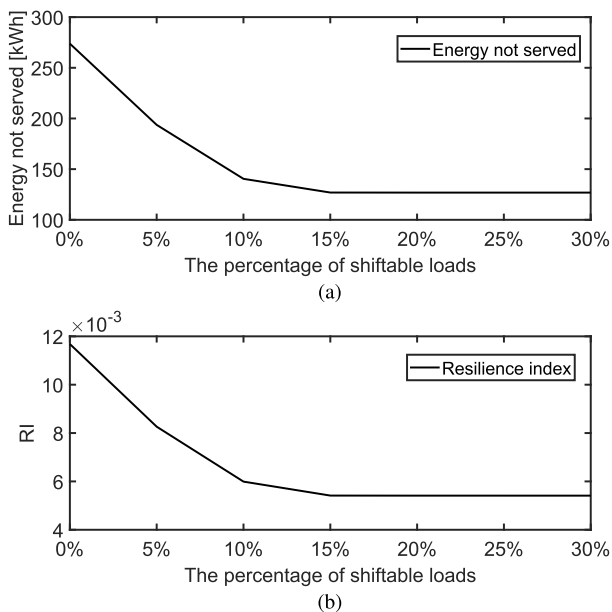 300
250
200
150
100
Energy not served [kWh]
Energy not served
0% 5% 10% 15% 20% 25% 30%
The percentage of shiftable loads
(a)
×10-3
12
10
8
6
4
RI
Resilience index
0% 5% 10% 15% 20% 25% 30%
The percentage of shiftable loads
(b)